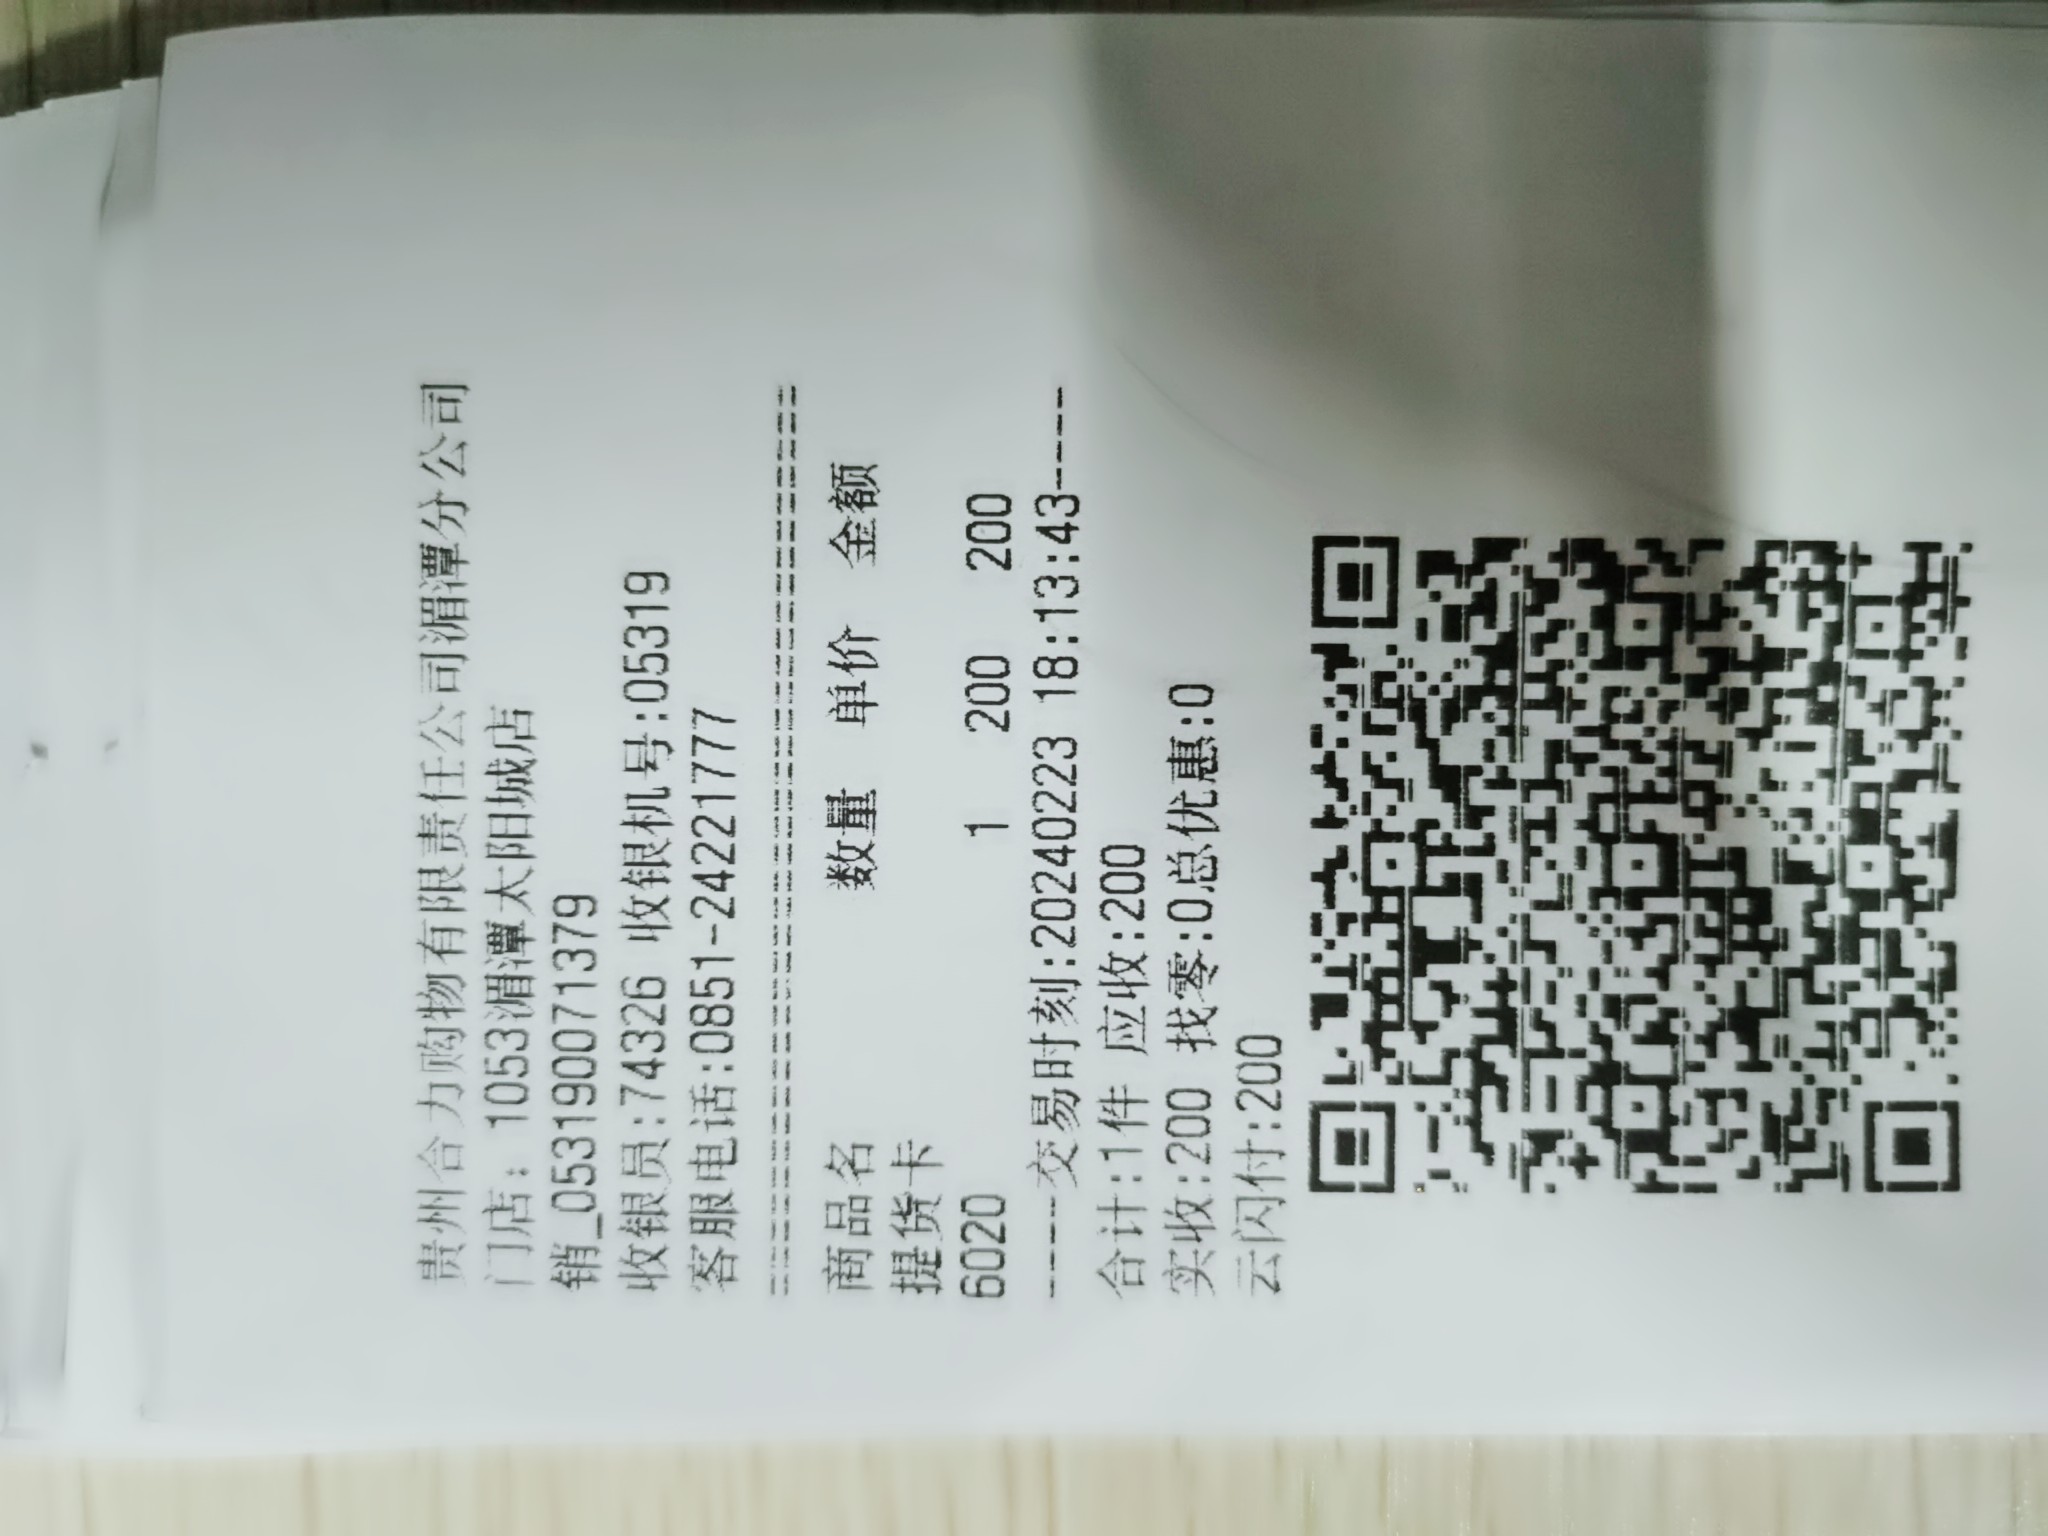 贵州合力购物有限责任公司湄潭分公司
门店: 1053湄潭太阳城店
销_053190071379
收银员:74326 收银机号:05319
客服电话:0851-24221777
==================================
商品名 数量 单价 金额
提货卡
6020 1 200 200
-----交易时刻:20240223 18:13:43-----
合计:1件 应收:200
实收:200 找零:0总优惠:0
云闪付:200